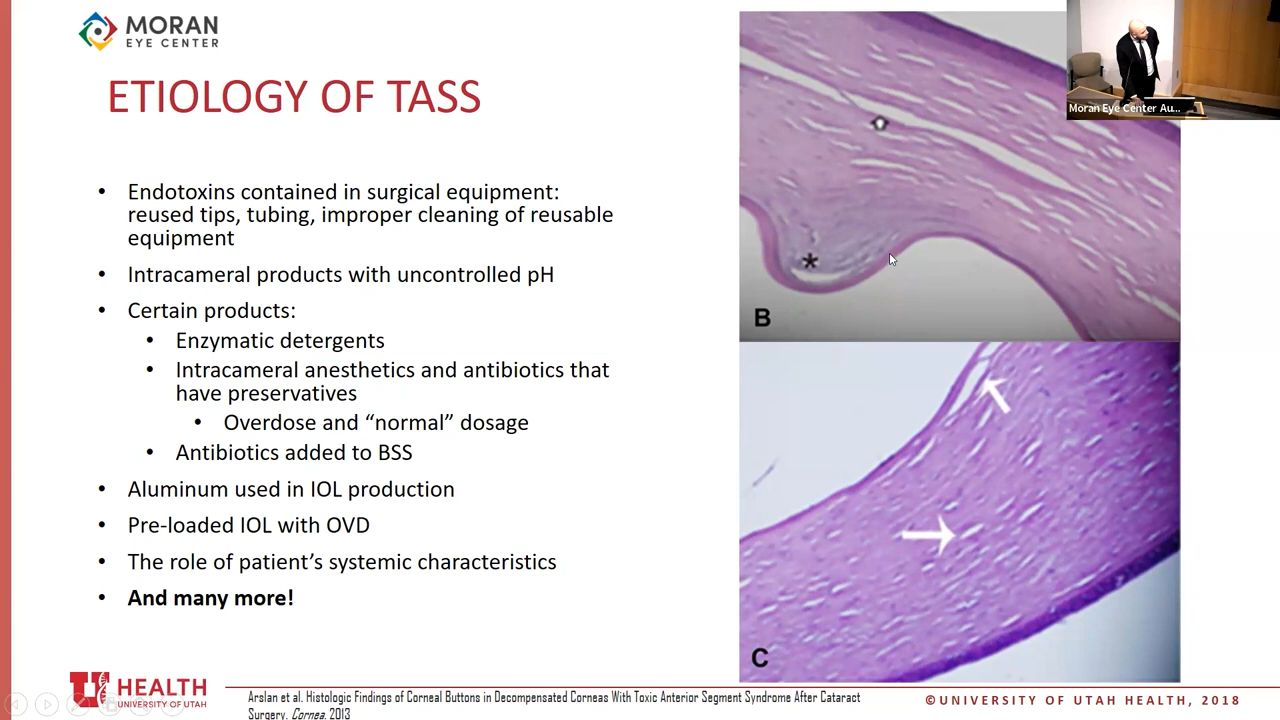 MORAN
EYE CENTER
ETIOLOGY OF TASS
• Endotoxins contained in surgical equipment:
reused tips, tubing, improper cleaning of reusable
equipment
• Intracameral products with uncontrolled pH
• Certain products:
• Enzymatic detergents
• Intracameral anesthetics and antibiotics that
have preservatives
• Overdose and “normal” dosage
• Antibiotics added to BSS
• Aluminum used in IOL production
• Pre-loaded IOL with OVD
• The role of patient’s systemic characteristics
• And many more!
*
B
C
Moran Eye Center Au...
U HEALTH
UNIVERSITY OF UTAH
Arslan et al. Histologic Findings of Corneal Buttons in Decompensated Corneas With Toxic Anterior Segment Syndrome After Cataract
Surgery. Cornea. 2013
©UNIVERSITY OF UTAH HEALTH, 2018